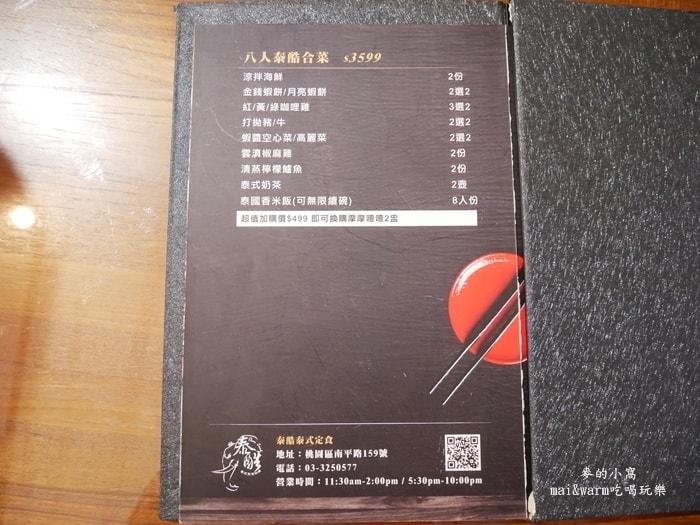 八人泰酷合菜 $3599
涼拌海鮮 2份
金錢蝦餅/月亮蝦餅 2選2
紅/黃/綠咖哩雞 3選2
打拋豬/牛 2選2
蝦醬空心菜/高麗菜 2選2
雲滇椒麻雞 2份
清蒸檸檬鱸魚 2份
泰式奶茶 2壺
泰國香米飯(可無限續碗) 8人份
超值加購價$499 即可換購摩摩喳喳2盅
泰酷
泰酷泰式定食
地址：桃園區南平路159號
電話：03-3250577
營業時間：11:30am-2:00pm / 5:30pm-10:00pm
麥的小窩
mai&warm吃喝玩樂